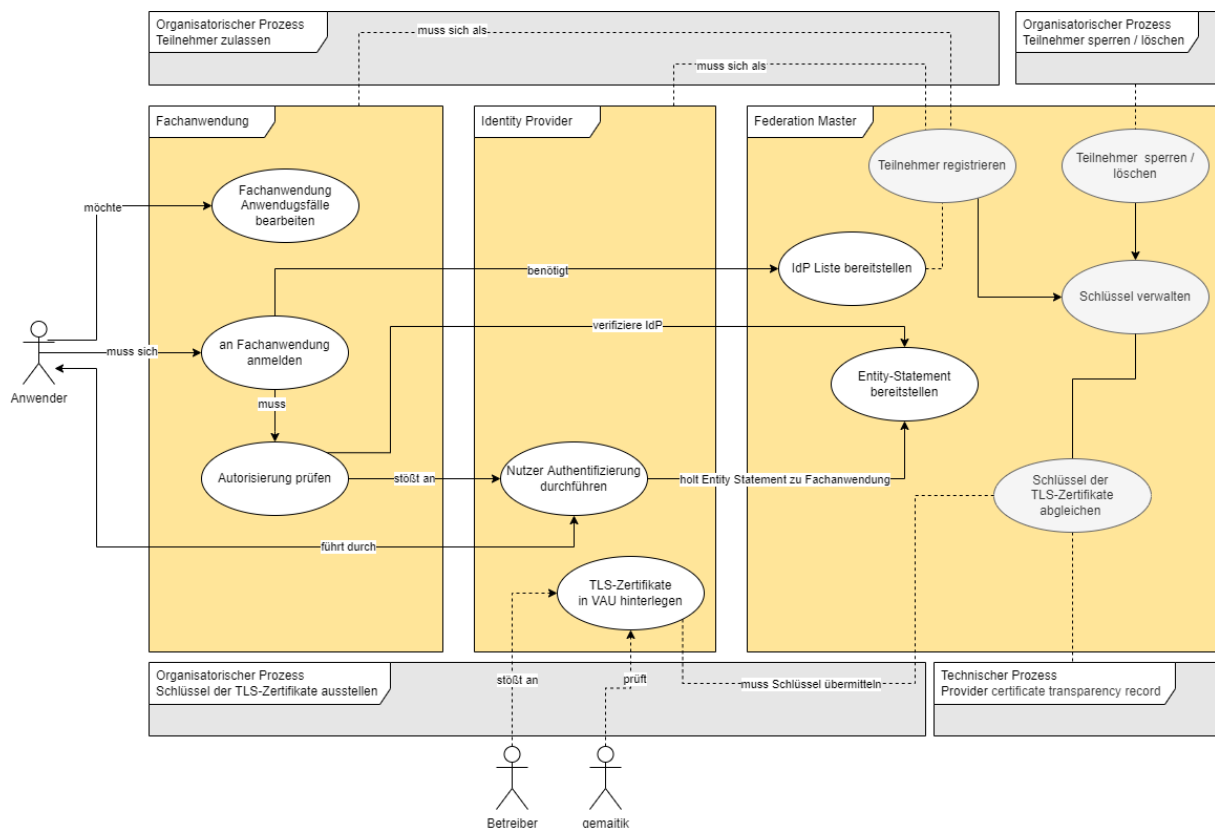 Organisatorischer Prozess
Teilnehmer zulassen
muss sich als
Organisatorischer Prozess
Teilnehmer sperren / löschen
muss sich als
Fachanwendung
Identity Provider
Federation Master
Teilnehmer registrieren
Teilnehmer sperren /
löschen
Fachanwendung
Anwendugsfälle
bearbeiten
möchte
benötigt
IdP Liste bereitstellen
Schlüssel verwalten
verifiziere IdP
muss sich
an Fachanwendung
anmelden
Entity-Statement
bereitstellen
Anwender
muss
Autorisierung prüfen
stößt an
Nutzer Authentifizierung
durchführen
holt Entity Statement zu Fachanwendung
Schlüssel der
TLS-Zertifikate
abgleichen
führt durch
TLS-Zertifikate
in VAU hinterlegen
Organisatorischer Prozess
Schlüssel der TLS-Zertifikate ausstellen
stößt an
prüft
muss Schlüssel übermitteln
Technischer Prozess
Provider certificate transparency record
Betreiber
gemaitik